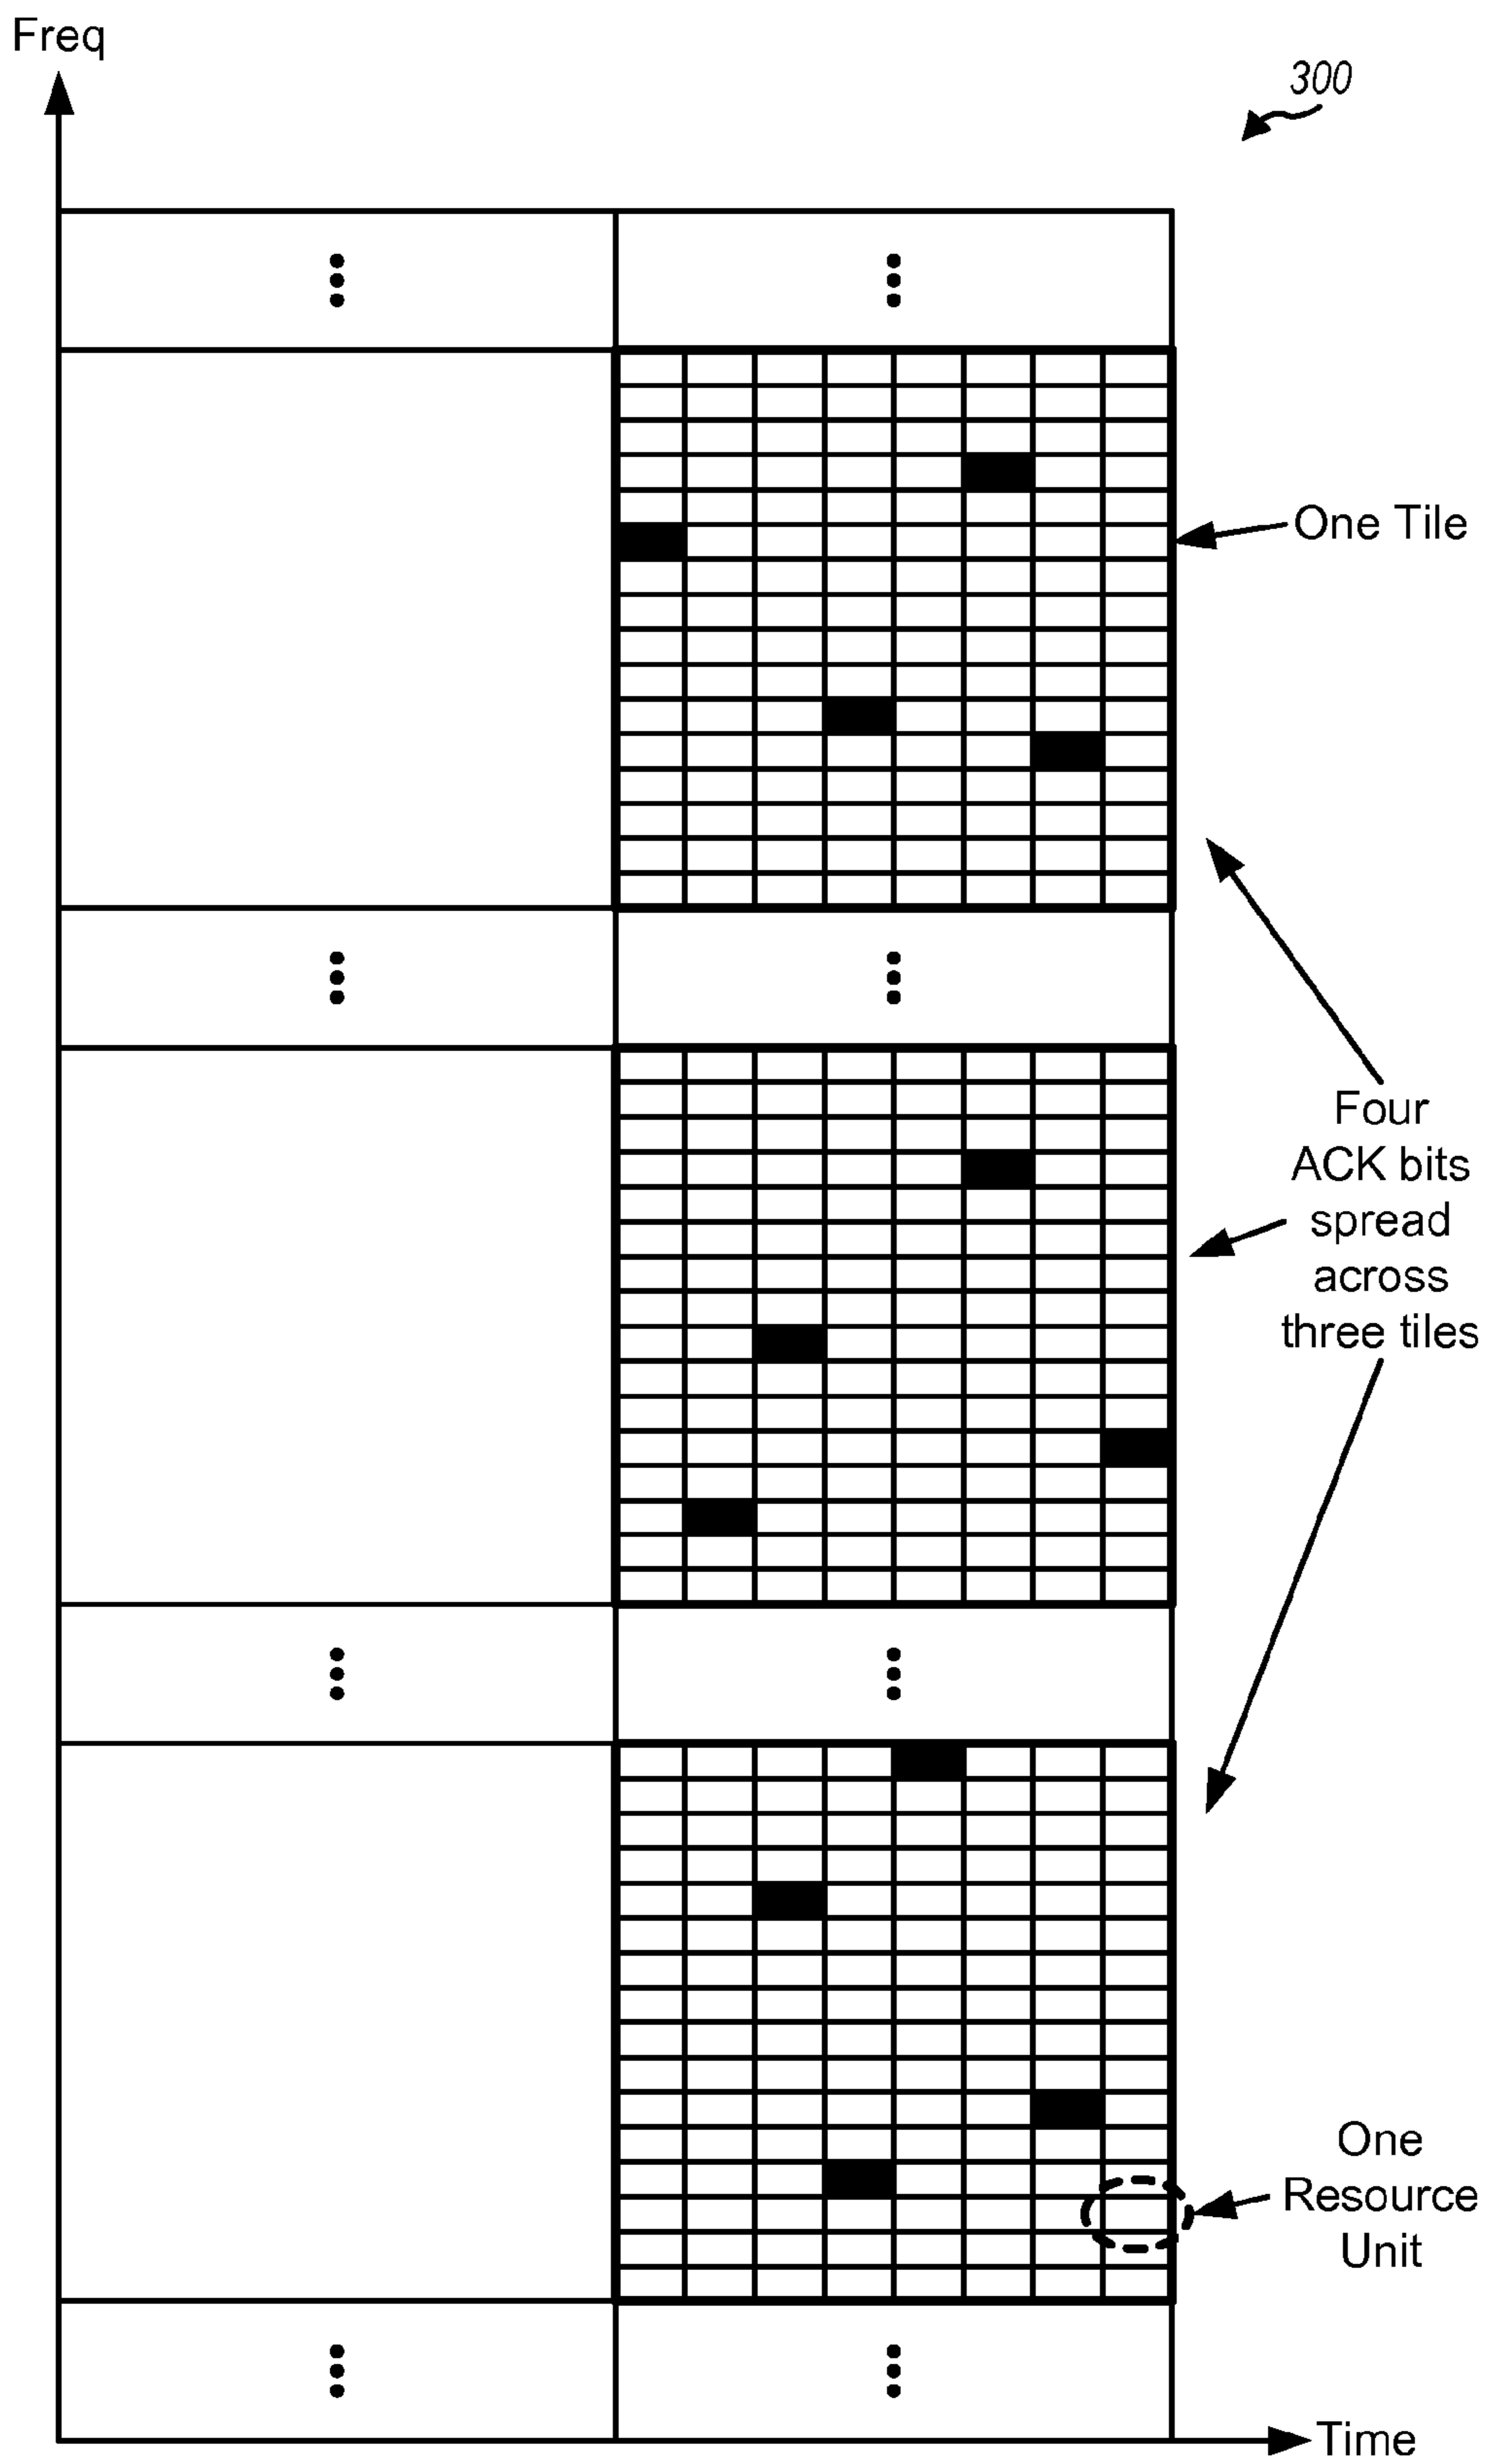 Freq
300
One Tile
Four
ACK bits
spread
across
three tiles
One
Resource
Unit
Time